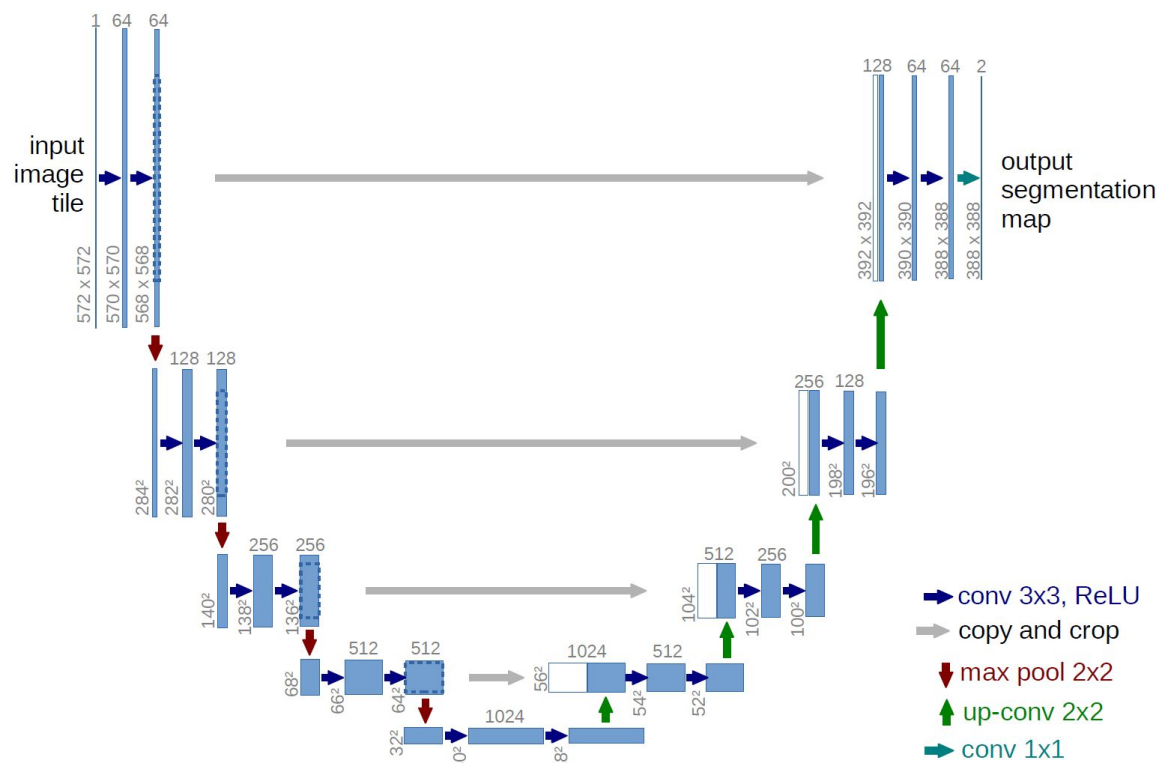 1 64 64
input
image
tile
572 x 572
570 x 570
568 x 568
128 64 64 2
output
segmentation
map
392 x 392
390 x 390
388 x 388
388 x 388
128 128
284²
282²
280²
256 128
200²
198²
196²
256 256
140²
138²
136²
512 256
104²
102²
100²
512 512
68²
66²
64²
1024 512
56²
54²
52²
1024
32²
0²
8²
conv 3x3, ReLU
copy and crop
max pool 2x2
up-conv 2x2
conv 1x1